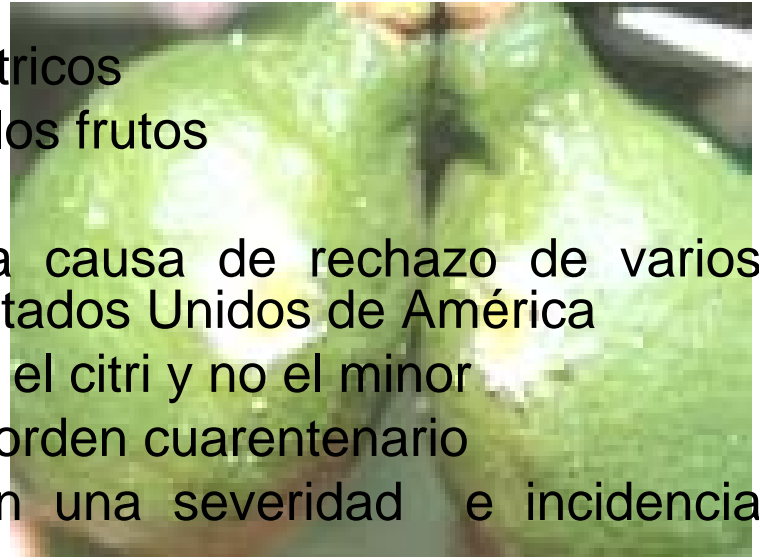 tricos
los frutos
a causa de rechazo de varios
tados Unidos de América
el citri y no el minor
orden cuarentenario
n una severidad e incidencia